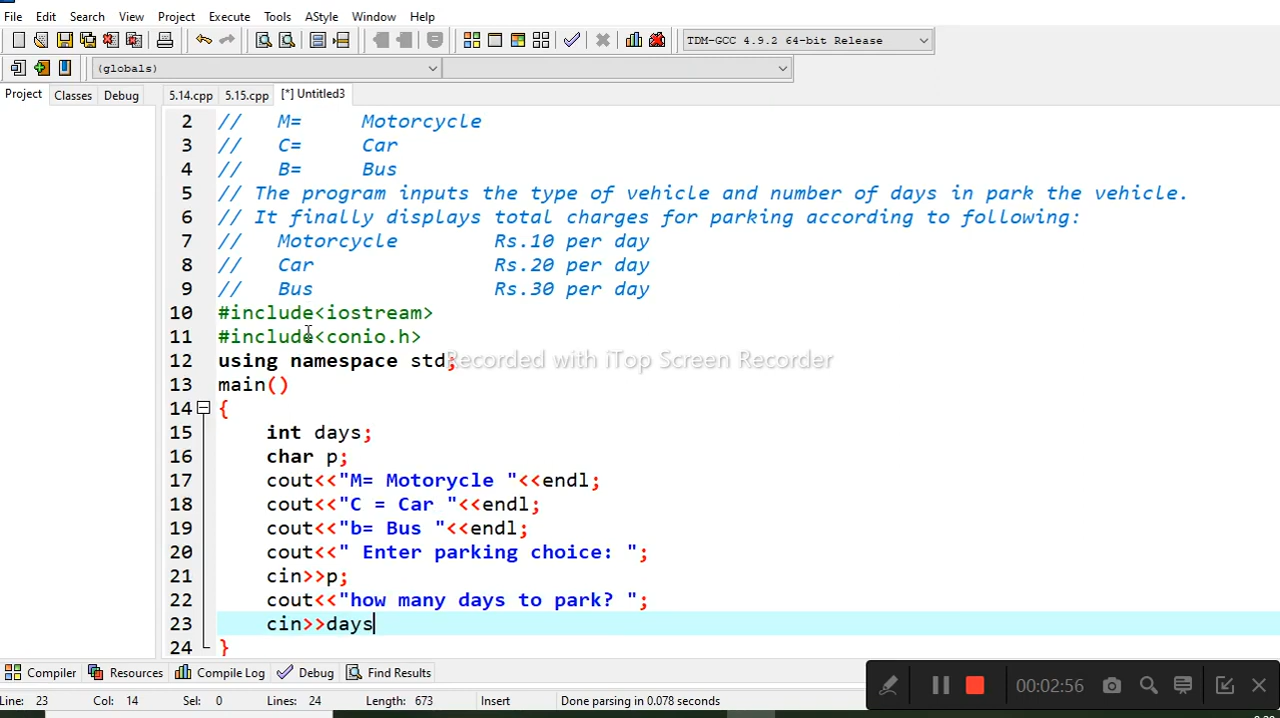 File Edit Search View Project Execute Tools AStyle Window Help
TDM-GCC 4.9.2 64-bit Release
(globals)
Project Classes Debug 5.14.cpp 5.15.cpp [*] Untitled3
2 // M= Motorcycle
3 // C= Car
4 // B= Bus
5 // The program inputs the type of vehicle and number of days in park the vehicle.
6 // It finally displays total charges for parking according to following:
7 // Motorcycle Rs.10 per day
8 // Car Rs.20 per day
9 // Bus Rs.30 per day
10 #include<iostream>
11 #include<conio.h>
12 using namespace std;
Recorded with iTop Screen Recorder
13 main()
14 {
15 int days;
16 char p;
17 cout<<"M= Motorycle "<<endl;
18 cout<<"C = Car "<<endl;
19 cout<<"b= Bus "<<endl;
20 cout<<" Enter parking choice: ";
21 cin>>p;
22 cout<<"how many days to park? ";
23 cin>>days
24 }
Compiler Resources Compile Log Debug Find Results
00:02:56
Line: 23 Col: 14 Sel: 0 Lines: 24 Length: 673 Insert Done parsing in 0.078 seconds